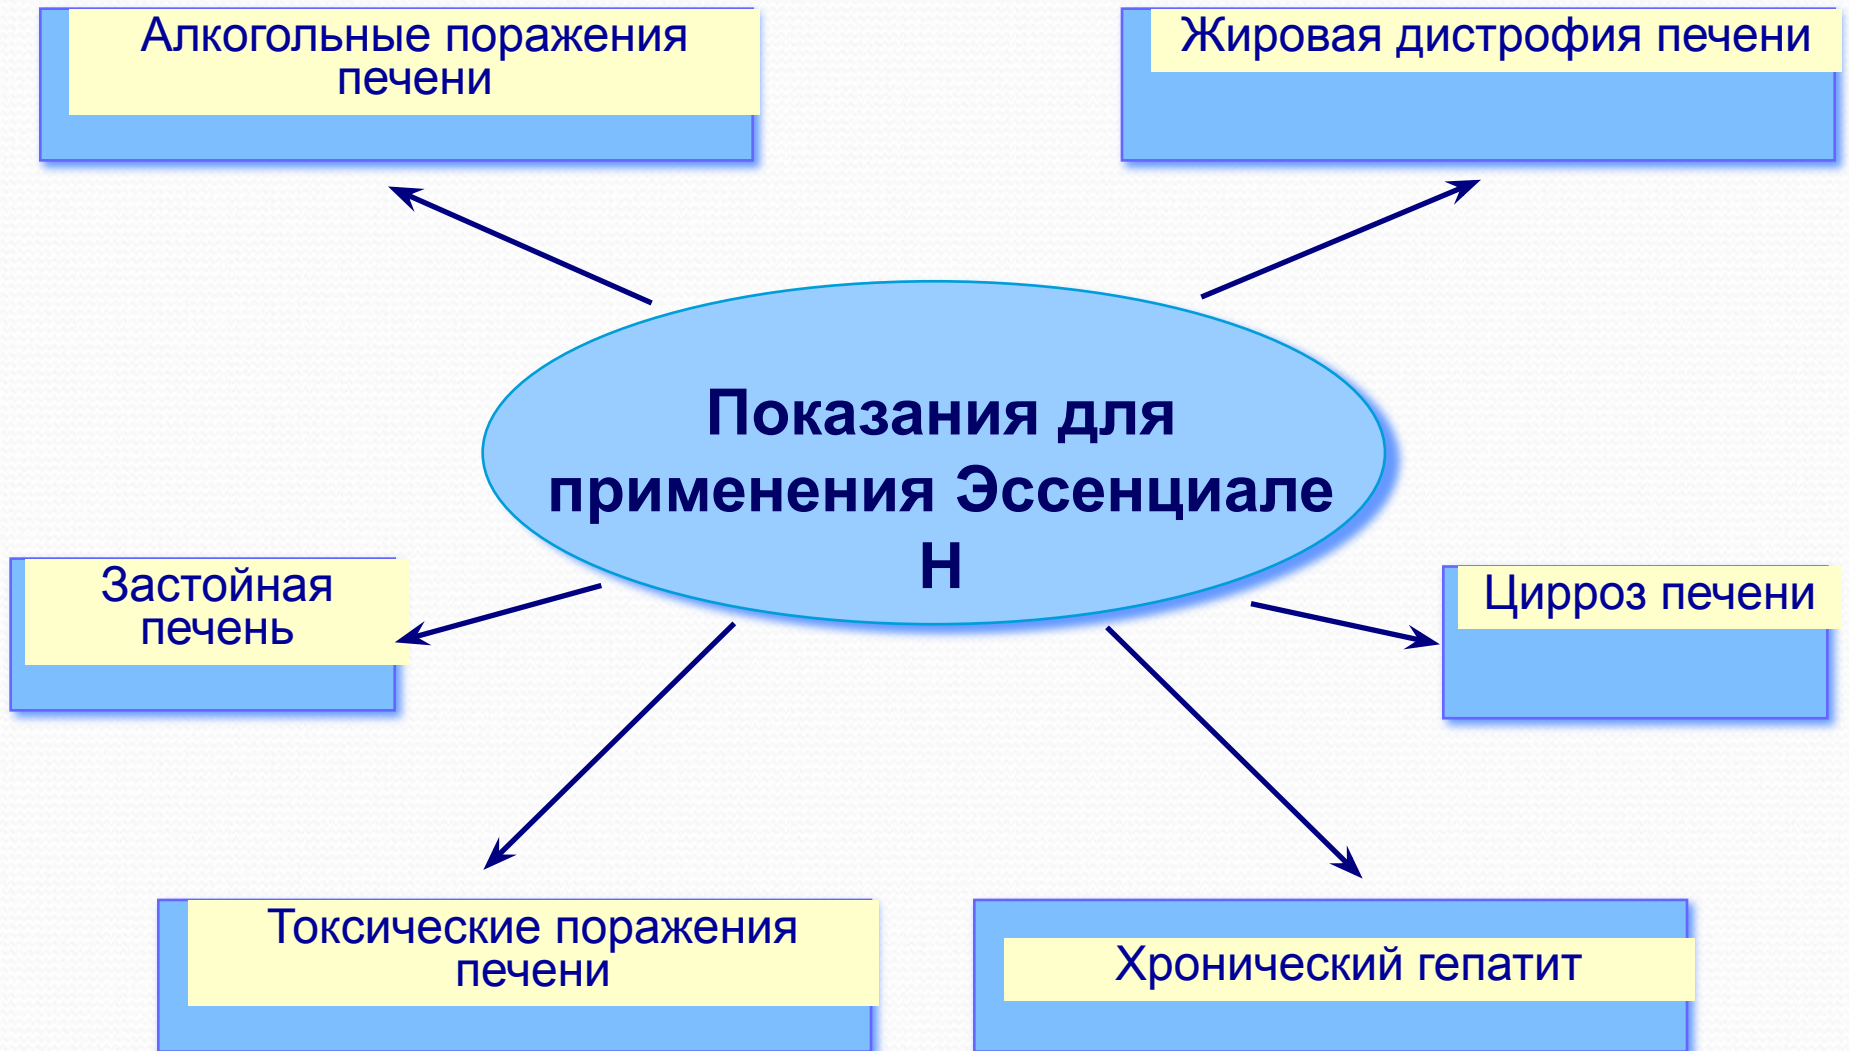 Алкогольные поражения
печени
Жировая дистрофия печени
Показания для
применения Эссенциале
Н
Застойная
печень
Цирроз печени
Токсические поражения
печени
Хронический гепатит